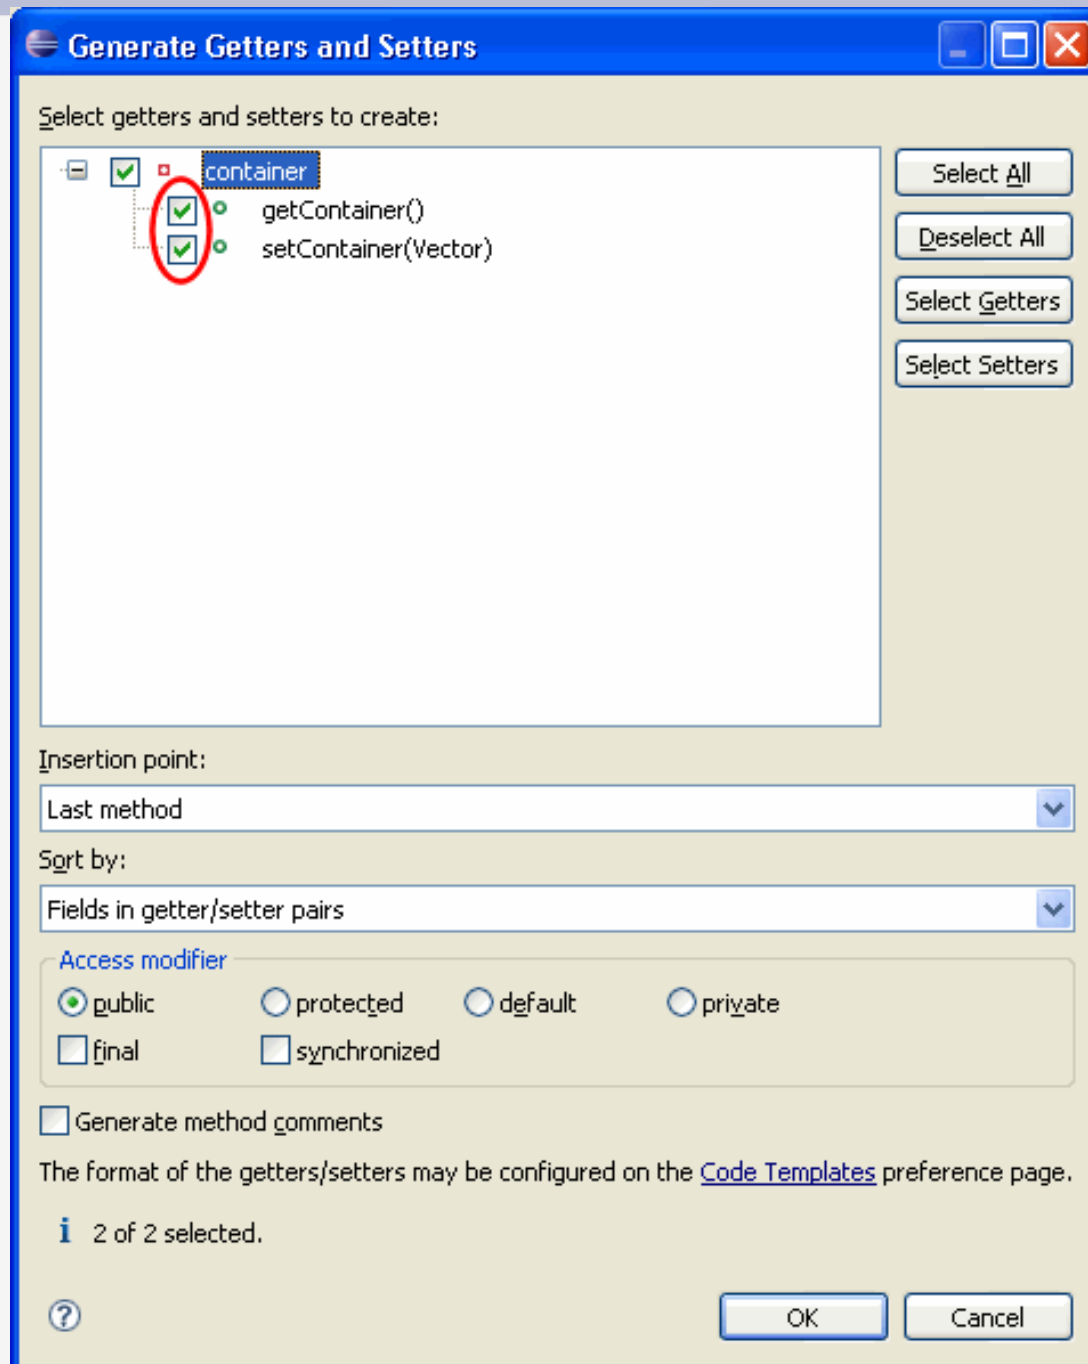 Generate Getters and Setters
Select getters and setters to create:
container
getContainer()
setContainer(Vector)
Select All
Deselect All
Select Getters
Select Setters
Insertion point:
Last method
Sort by:
Fields in getter/setter pairs
Access modifier
public protected default private
final synchronized
Generate method comments
The format of the getters/setters may be configured on the Code Templates preference page.
i 2 of 2 selected.
?
OK Cancel